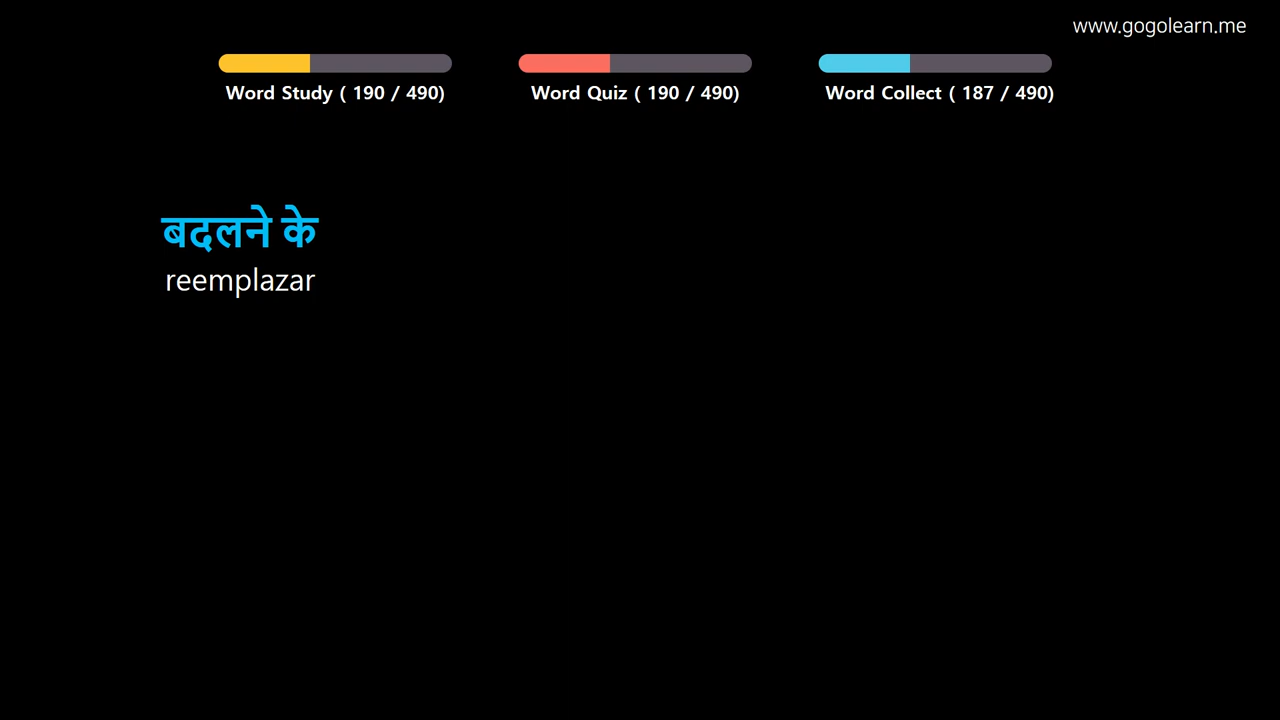 www.gogolearn.me
Word Study ( 190 / 490)
Word Quiz ( 190 / 490)
Word Collect ( 187 / 490)
बदलने के
reemplazar